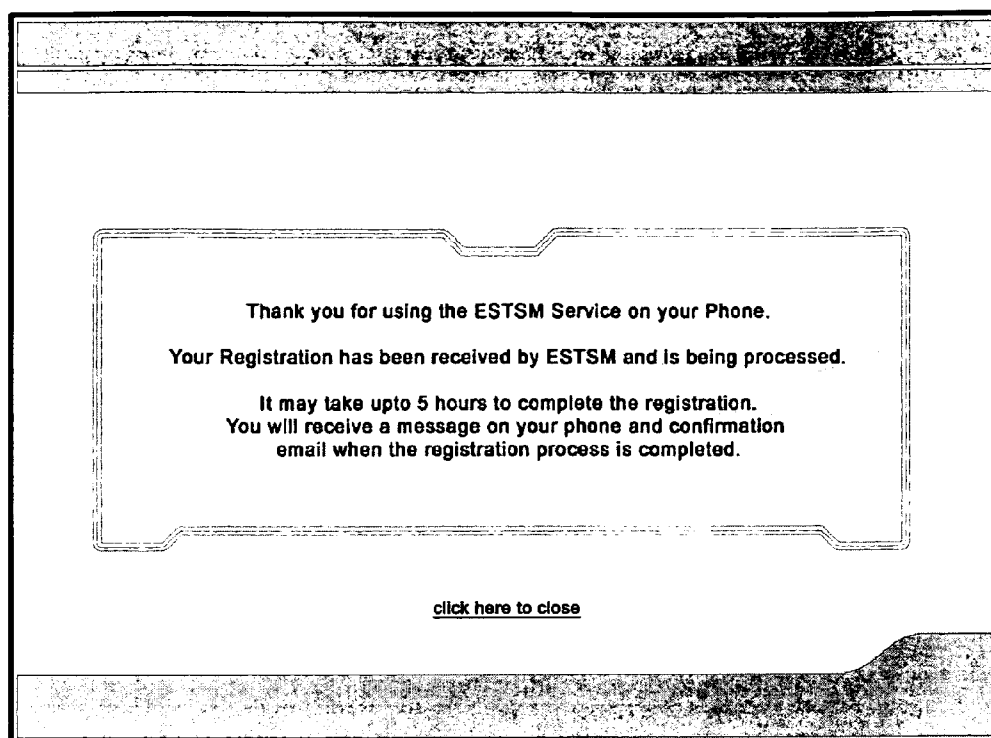 Thank you for using the ESTSM Service on your Phone.
Your Registration has been received by ESTSM and is being processed.
It may take upto 5 hours to complete the registration.
You will receive a message on your phone and confirmation
email when the registration process is completed.
click here to close